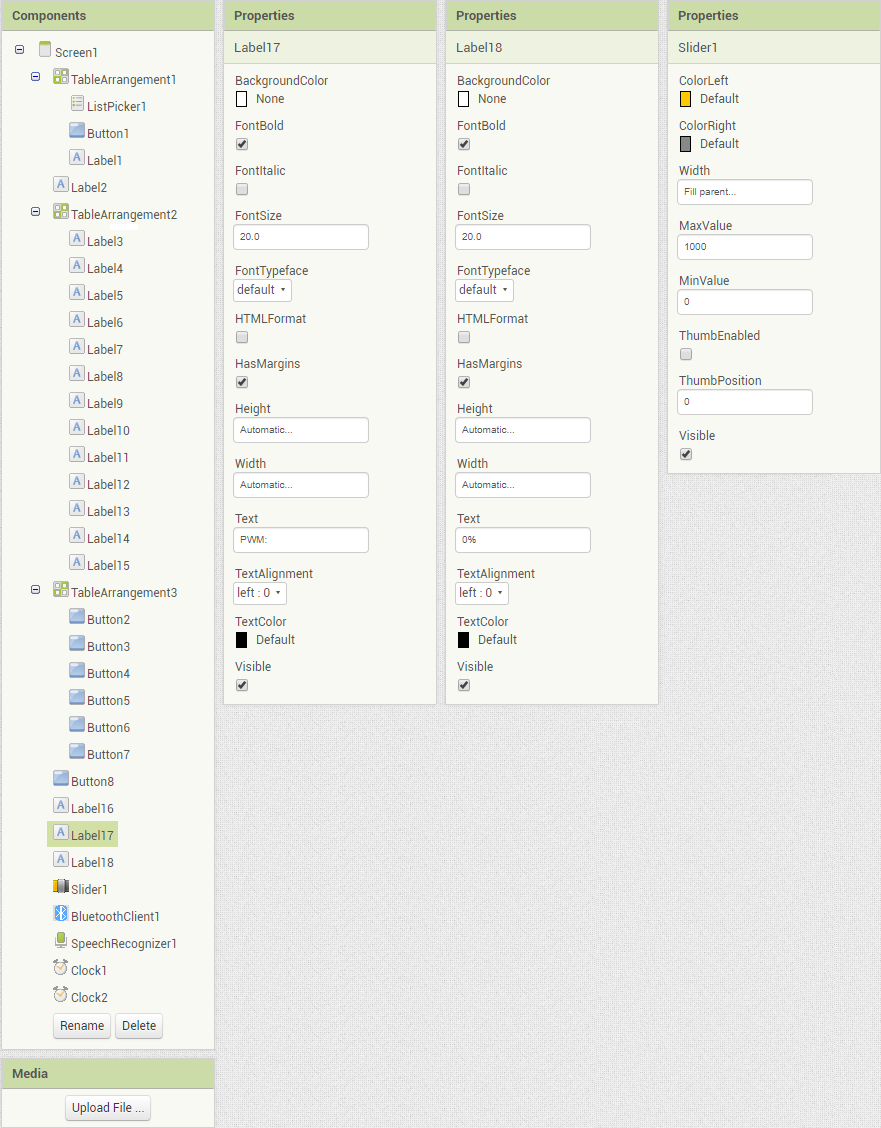 Components
Screen1
TableArrangement1
ListPicker1
Button1
Label1
Label2
TableArrangement2
Label3
Label4
Label5
Label6
Label7
Label8
Label9
Label10
Label11
Label12
Label13
Label14
Label15
TableArrangement3
Button2
Button3
Button4
Button5
Button6
Button7
Button8
Label16
Label17
Label18
Slider1
BluetoothClient1
SpeechRecognizer1
Clock1
Clock2
Rename Delete
Media
Upload File ...
Properties
Label17
BackgroundColor
None
FontBold
FontItalic
FontSize
20.0
FontTypeface
default
HTMLFormat
HasMargins
Height
Automatic...
Width
Automatic...
Text
PWM:
TextAlignment
left : 0
TextColor
Default
Visible
Properties
Label18
BackgroundColor
None
FontBold
FontItalic
FontSize
20.0
FontTypeface
default
HTMLFormat
HasMargins
Height
Automatic...
Width
Automatic...
Text
0%
TextAlignment
left : 0
TextColor
Default
Visible
Properties
Slider1
ColorLeft
Default
ColorRight
Default
Width
Fill parent...
MaxValue
1000
MinValue
0
ThumbEnabled
ThumbPosition
0
Visible